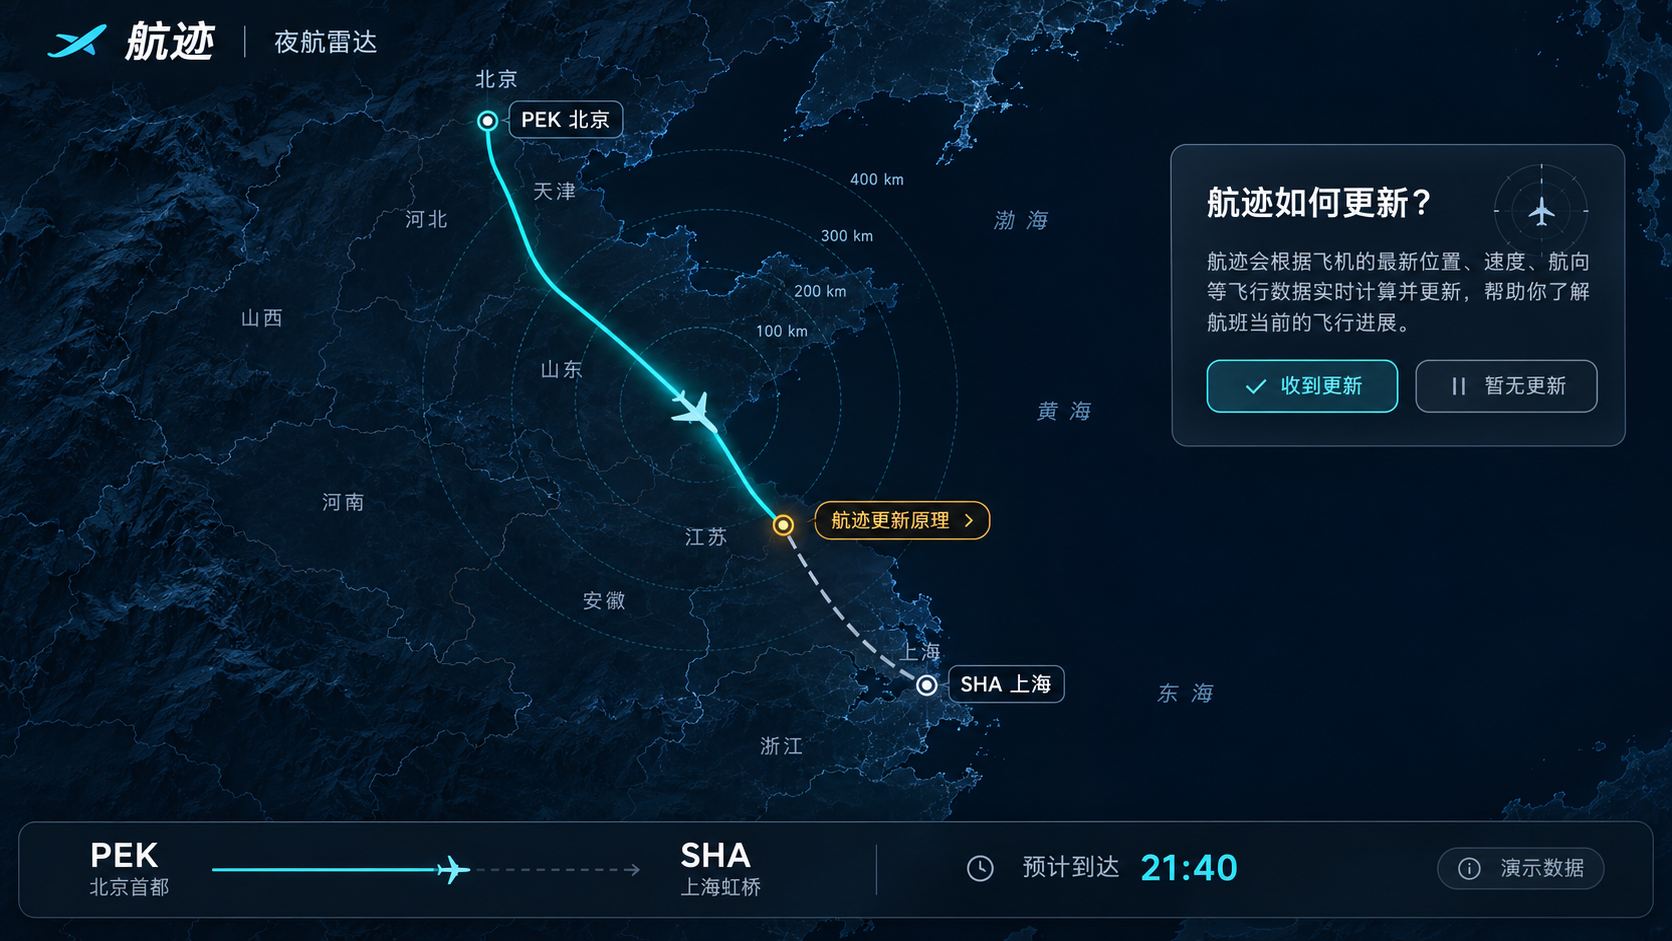 航迹
夜航雷达
北京
PEK 北京
400 km
天津
河北
渤海
300 km
200 km
山西
100 km
山东
黄海
河南
航迹更新原理
江苏
安徽
上海
SHA 上海
东海
浙江
航迹如何更新？
航迹会根据飞机的最新位置、速度、航向
等飞行数据实时计算并更新，帮助你了解
航班当前的飞行进展。
收到更新
暂无更新
PEK
北京首都
SHA
上海虹桥
预计到达 21:40
演示数据